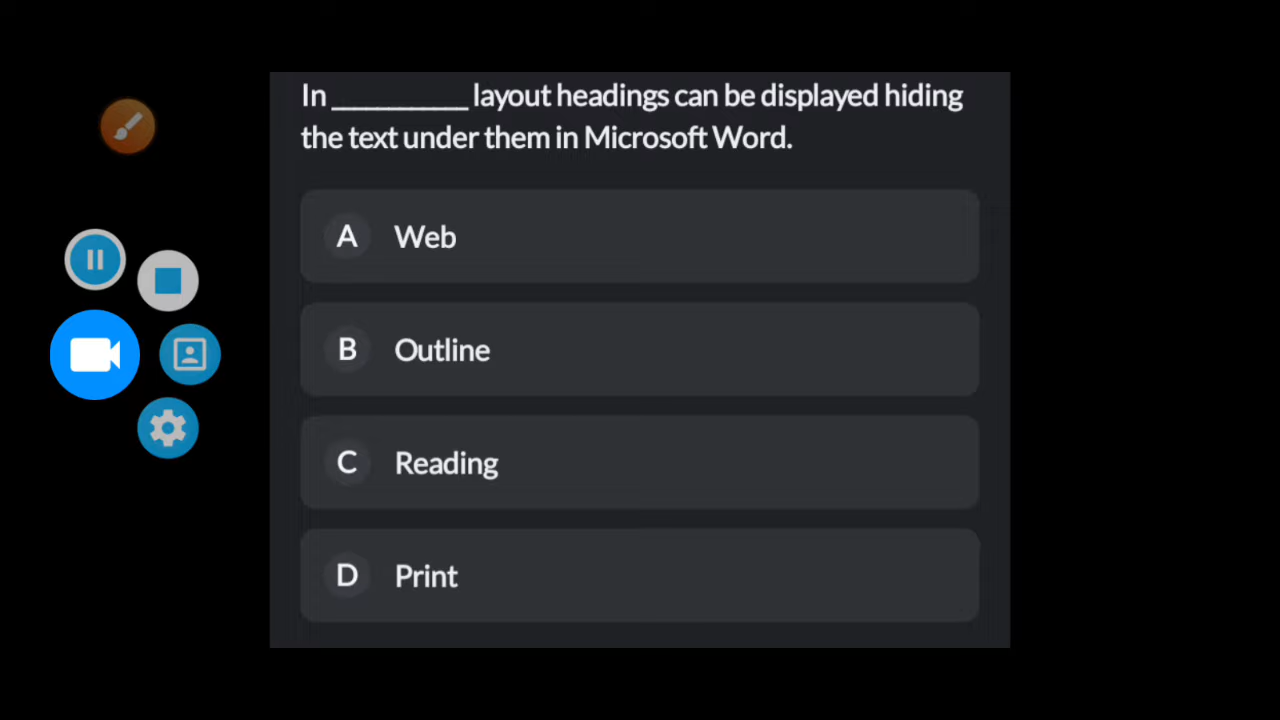 In __________ layout headings can be displayed hiding
the text under them in Microsoft Word.
A Web
B Outline
C Reading
D Print